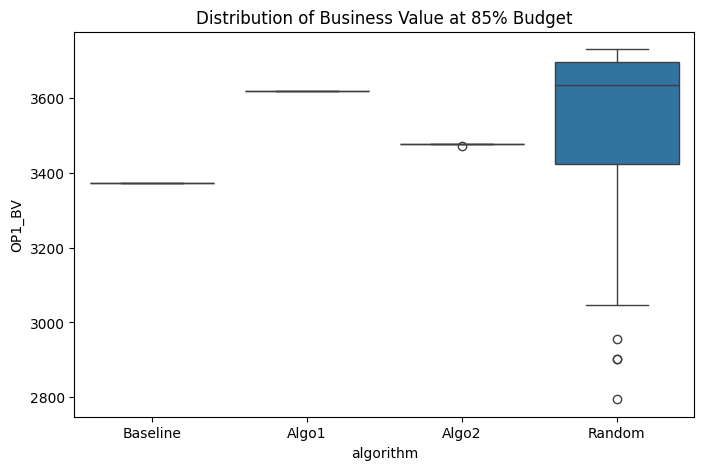 Distribution of Business Value at 85% Budget
OP1_BV
3600
3400
3200
3000
2800
Baseline
Algo1
Algo2
Random
algorithm